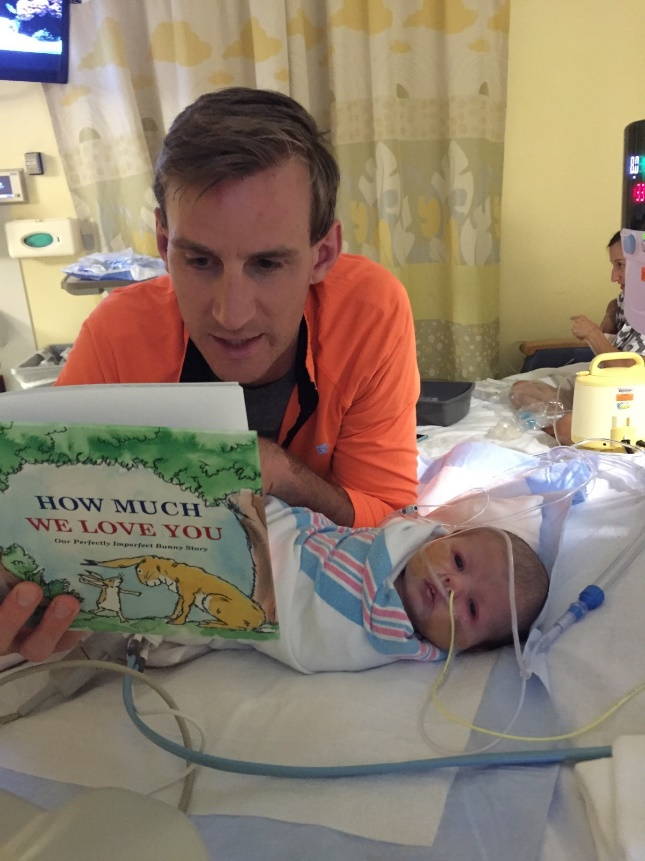 HOW MUCH
WE LOVE YOU
Our Perfectly Imperfect Bunny Story